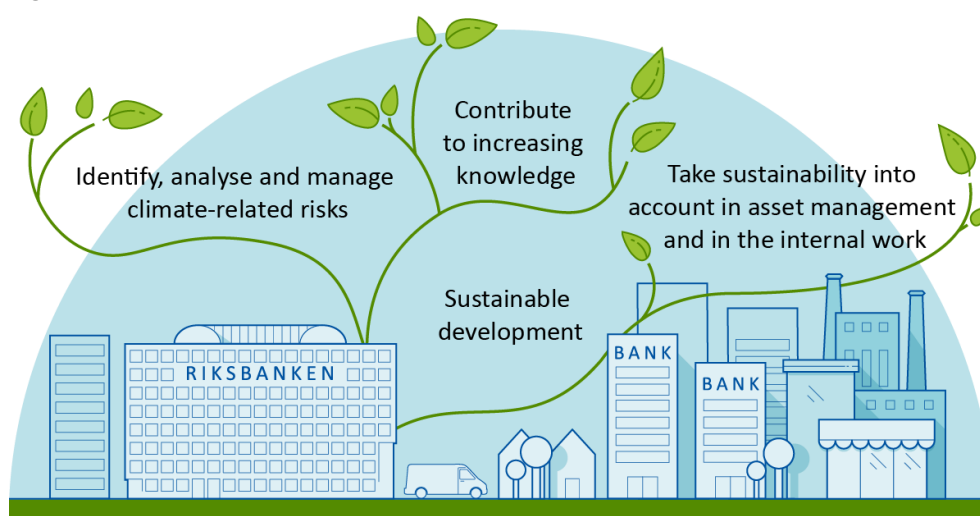 Contribute
to increasing
knowledge
Identify, analyse and manage
climate-related risks
Take sustainability into
account in asset management
and in the internal work
Sustainable
development
RIKSBANKEN
BANK
BANK